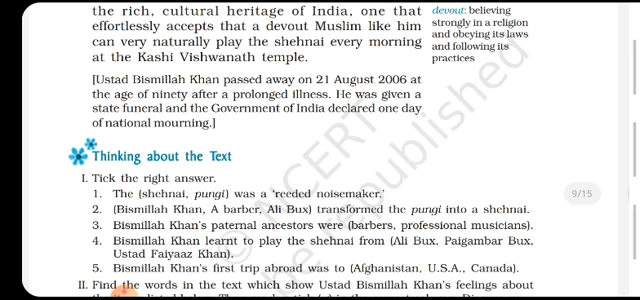 the rich, cultural heritage of India, one that
effortlessly accepts that a devout Muslim like him
can very naturally play the shehnai every morning
at the Kashi Vishwanath temple.
devout: believing
strongly in a religion
and obeying its laws
and following its
practices
[Ustad Bismillah Khan passed away on 21 August 2006 at
the age of ninety after a prolonged illness. He was given a
state funeral and the Government of India declared one day
of national mourning.]
Thinking about the Text
I. Tick the right answer.
1. The (shehnai, pungi) was a 'reeded noisemaker.'
2. (Bismillah Khan, A barber, Ali Bux) transformed the pungi into a shehnai.
3. Bismillah Khan's paternal ancestors were (barbers, professional musicians).
4. Bismillah Khan learnt to play the shehnai from (Ali Bux, Paigambar Bux,
Ustad Faiyaaz Khan).
5. Bismillah Khan's first trip abroad was to (Afghanistan, U.S.A., Canada).
II. Find the words in the text which show Ustad Bismillah Khan's feelings about
9/15
© NCERT
be republished